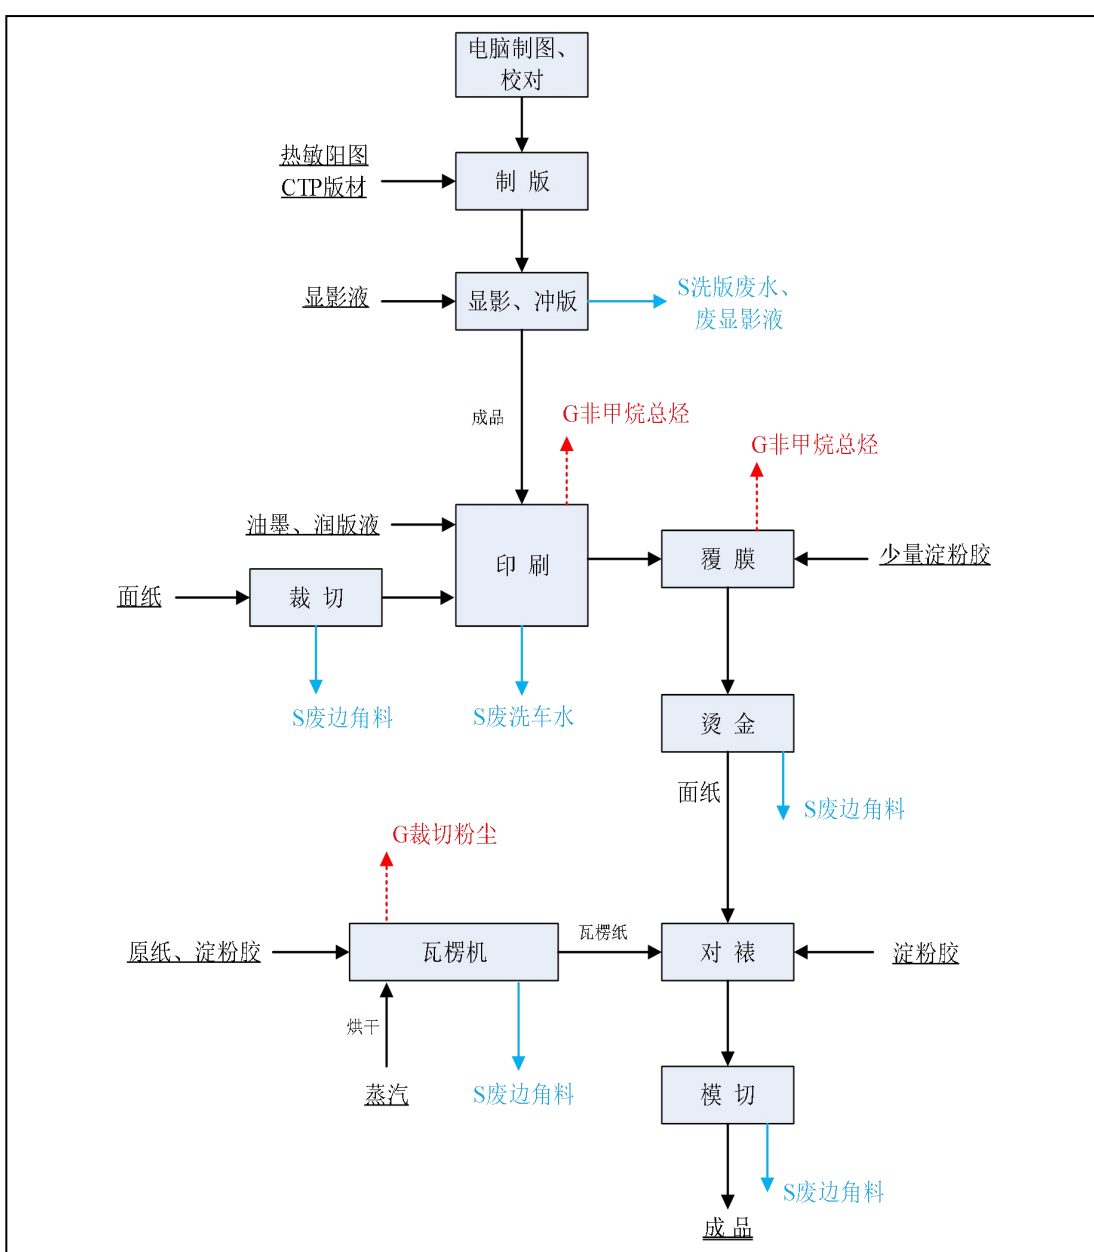 电脑制图、
校对
热敏阳图
CTP版材
制 版
显影液
显影、冲版
S洗版废水、
废显影液
成品
G非甲烷总烃
G非甲烷总烃
油墨、润版液
印 刷
覆 膜
少量淀粉胶
面纸
裁 切
S废边角料
S废洗车水
烫 金
面纸
S废边角料
G裁切粉尘
原纸、淀粉胶
瓦楞机
瓦楞纸
对 裱
淀粉胶
烘干
蒸汽
S废边角料
模 切
S废边角料
成 品